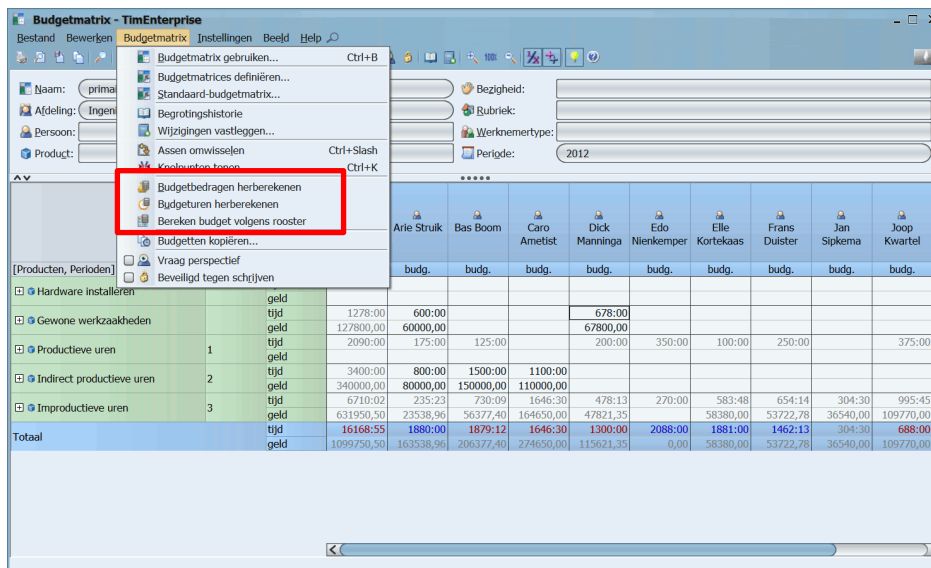 Budgetmatrix - TimEnterprise
Bestand Bewerken Budgetmatrix Instellingen Beeld Help
Budgetmatrix gebruiken... Ctrl+B
Budgetmatrices definiëren...
Standaard-budgetmatrix...
Begrotingshistorie
Wijzigingen vastleggen...
Assen omwisselen Ctrl+Slash
Knelpunten tonen Ctrl+K
Budgetbedragen herberekenen
Budgeturen herberekenen
Bereken budget volgens rooster
Budgetten kopiëren...
Vraag perspectief
Beveiligd tegen schrijven
100%
Naam: Bezigheid:
Afdeling: Rubriek:
Persoon: Werknemertype:
Product: Periode: 2012
Arie Struik Bas Boom Caro Ametist Dick Manninga Edo Nienkemper Elle Kortekaas Frans Duister Jan Sipkema Joop Kwartel
[Producten, Perioden] budg. budg. budg. budg. budg. budg. budg. budg. budg.
Hardware installeren
geld
Gewone werkzaakheden tijd 1278:00 600:00 678:00
geld 127800,00 60000,00 67800,00
Productieve uren 1 tijd 2090:00 175:00 125:00 200:00 350:00 100:00 250:00 375:00
geld
Indirect productieve uren 2 tijd 3400:00 800:00 1500:00 1100:00
geld 340000,00 80000,00 150000,00 110000,00
Improductieve uren 3 tijd 6710:02 235:23 730:09 1646:30 478:13 270:00 583:48 654:14 304:30 995:45
geld 631950,50 23538,96 56377,40 164650,00 47821,35 58380,00 53722,78 36540,00 109770,00
Totaal tijd 16168:55 1880:00 1879:12 1646:30 1300:00 2088:00 1881:00 1462:13 304:30 688:00
geld 1099750,50 163538,96 206377,40 274650,00 115621,35 0,00 58380,00 53722,78 36540,00 109770,00